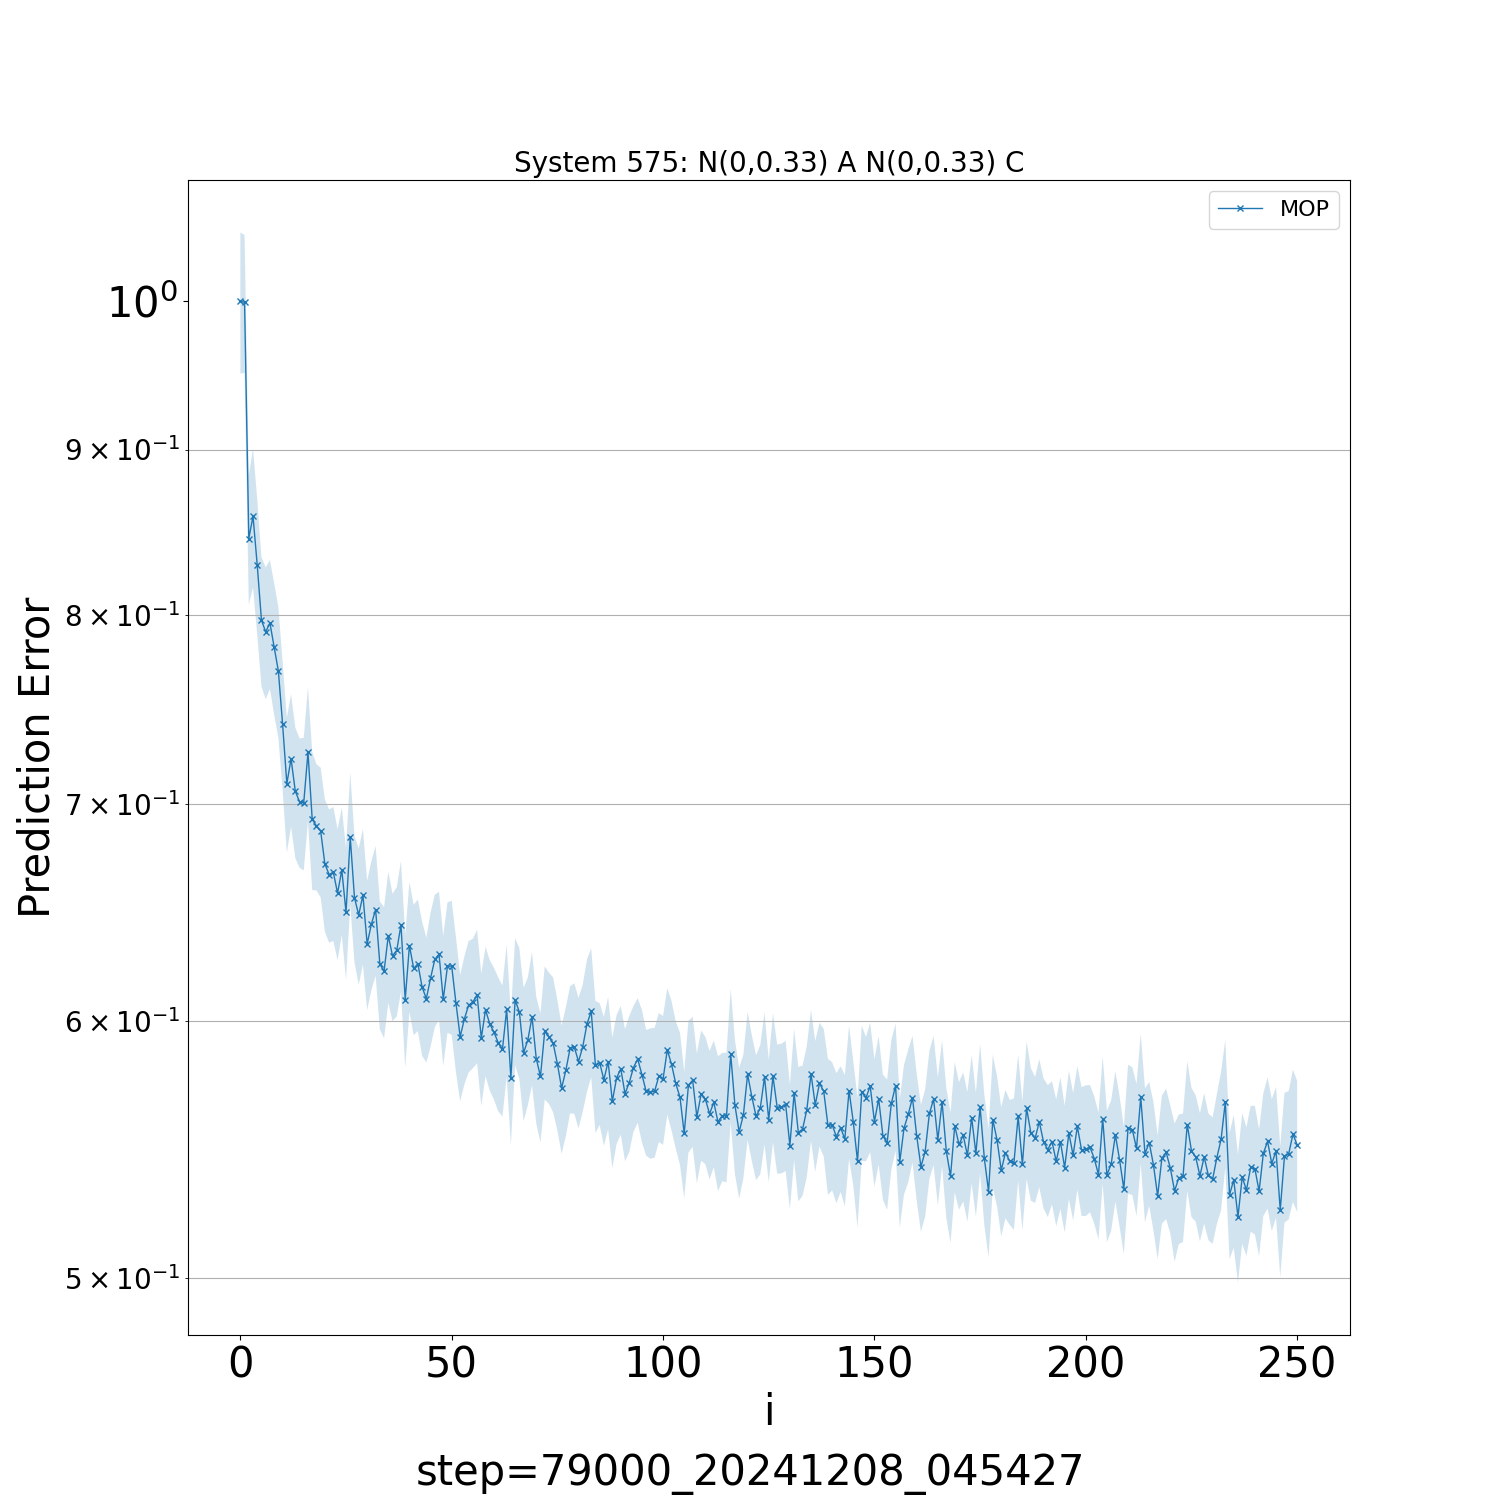 System 575: N(0,0.33) A N(0,0.33) C
MOP
10⁰
9 × 10⁻¹
8 × 10⁻¹
7 × 10⁻¹
6 × 10⁻¹
5 × 10⁻¹
Prediction Error
0 50 100 150 200 250
i
step=79000_20241208_045427